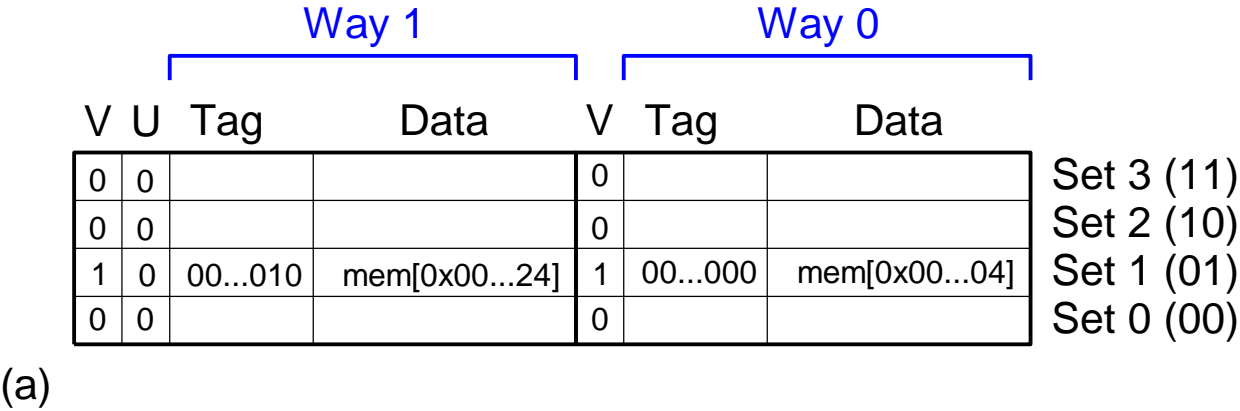 Way 1 Way 0
V U Tag Data V Tag Data
0 0 0 Set 3 (11)
0 0 0 Set 2 (10)
1 0 00...010 mem[0x00...24] 1 00...000 mem[0x00...04] Set 1 (01)
0 0 0 Set 0 (00)
(a)